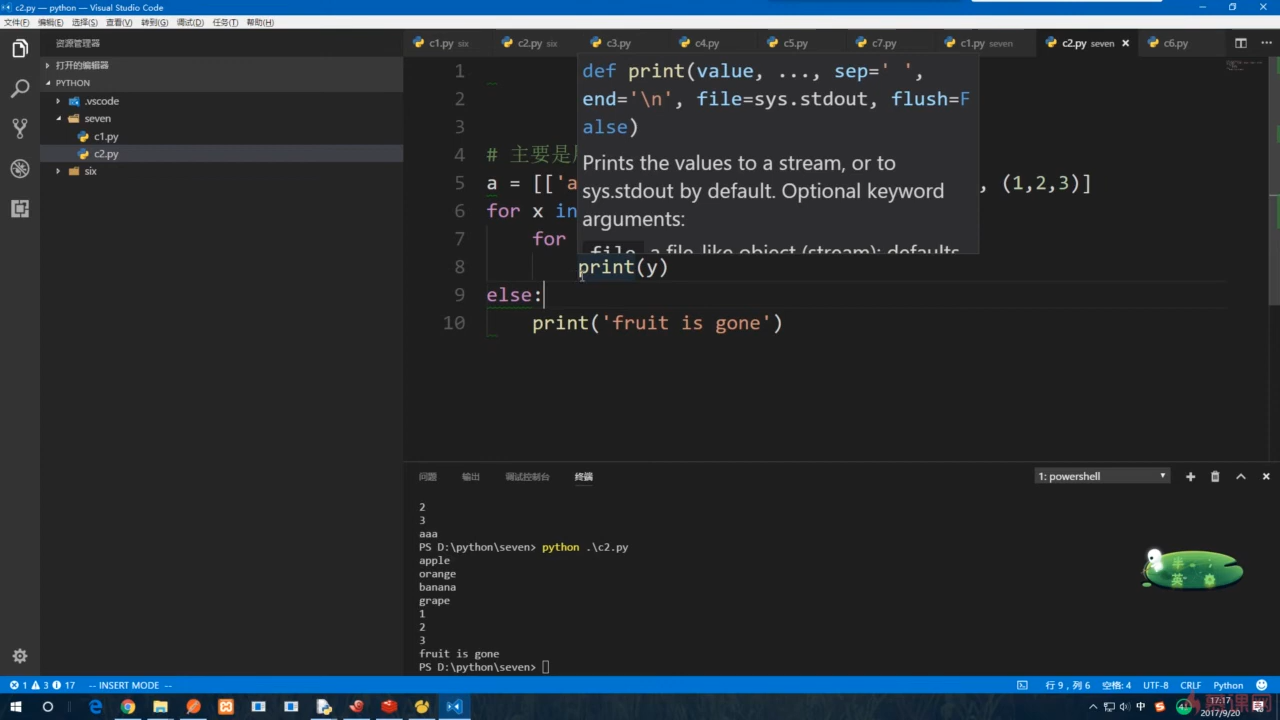 c2.py — python — Visual Studio Code
文件(F) 编辑(E) 选择(S) 查看(V) 转到(G) 调试(D) 任务(T) 帮助(H)
资源管理器
打开的编辑器
PYTHON
.vscode
seven
c1.py
c2.py
six
c1.py six
c2.py six
c3.py
c4.py
c5.py
c7.py
c1.py seven
c2.py seven
c6.py
1
2
3
4 # 主要是
5 a = [['a , (1,2,3)]
6 for x in
7 for
8 print(y)
9 else:
10 print('fruit is gone')
def print(value, ..., sep=' ',
end='\n', file=sys.stdout, flush=F
alse)
Prints the values to a stream, or to
sys.stdout by default. Optional keyword
arguments:
file a file-like object (stream); defaults
问题 输出 调试控制台 终端
1: powershell
2
3
aaa
PS D:\python\seven> python .\c2.py
apple
orange
banana
grape
1
2
3
fruit is gone
PS D:\python\seven>
1 3 17 -- INSERT MODE --
行 9，列 6 空格: 4 UTF-8 CRLF Python
中
17:17
2017/9/20
英